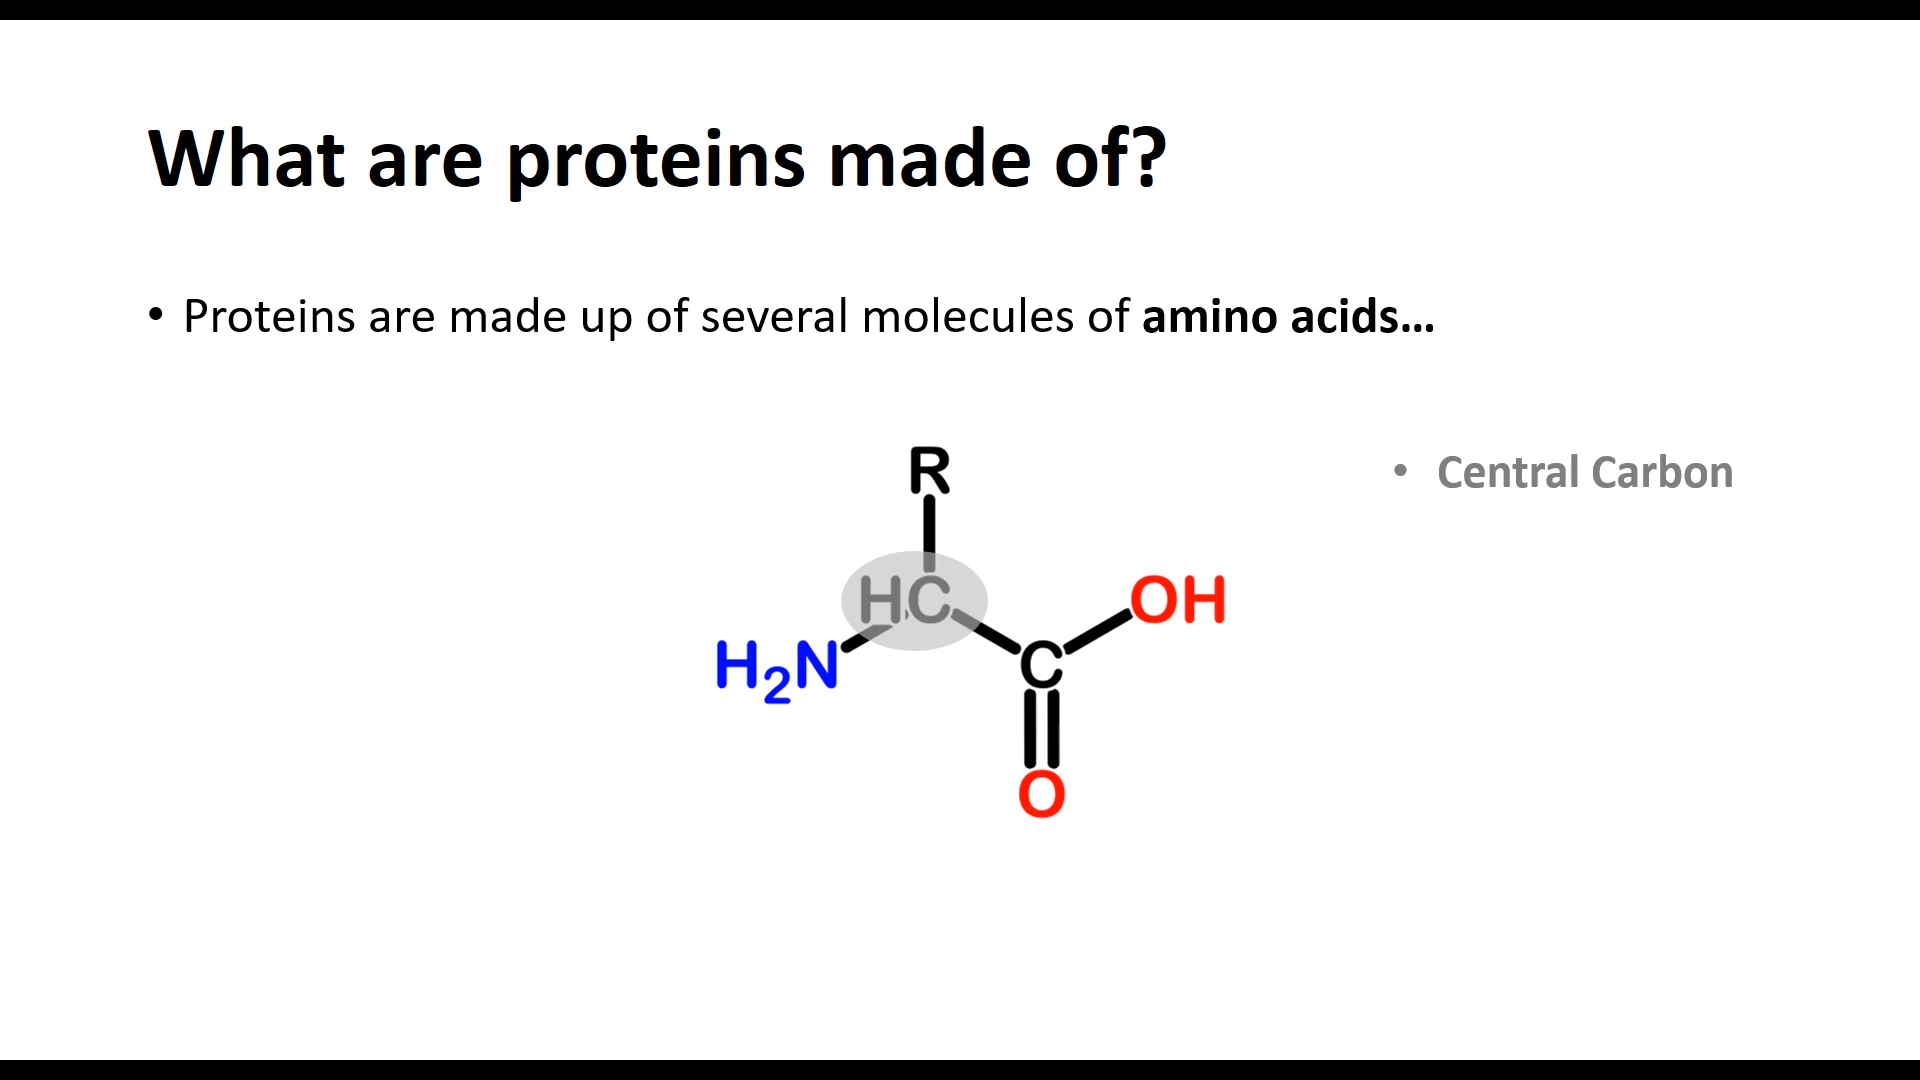 What are proteins made of?
• Proteins are made up of several molecules of amino acids...
• Central Carbon
R
HC
OH
H₂N
C
O